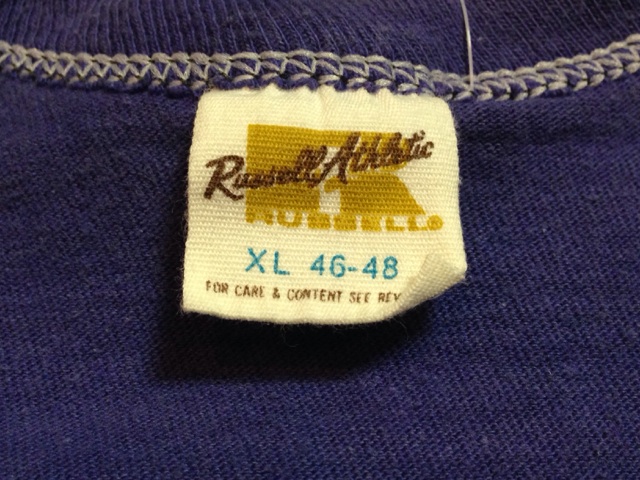 Russell Athletic
RUSSELL®
XL 46-48
FOR CARE & CONTENT SEE REV